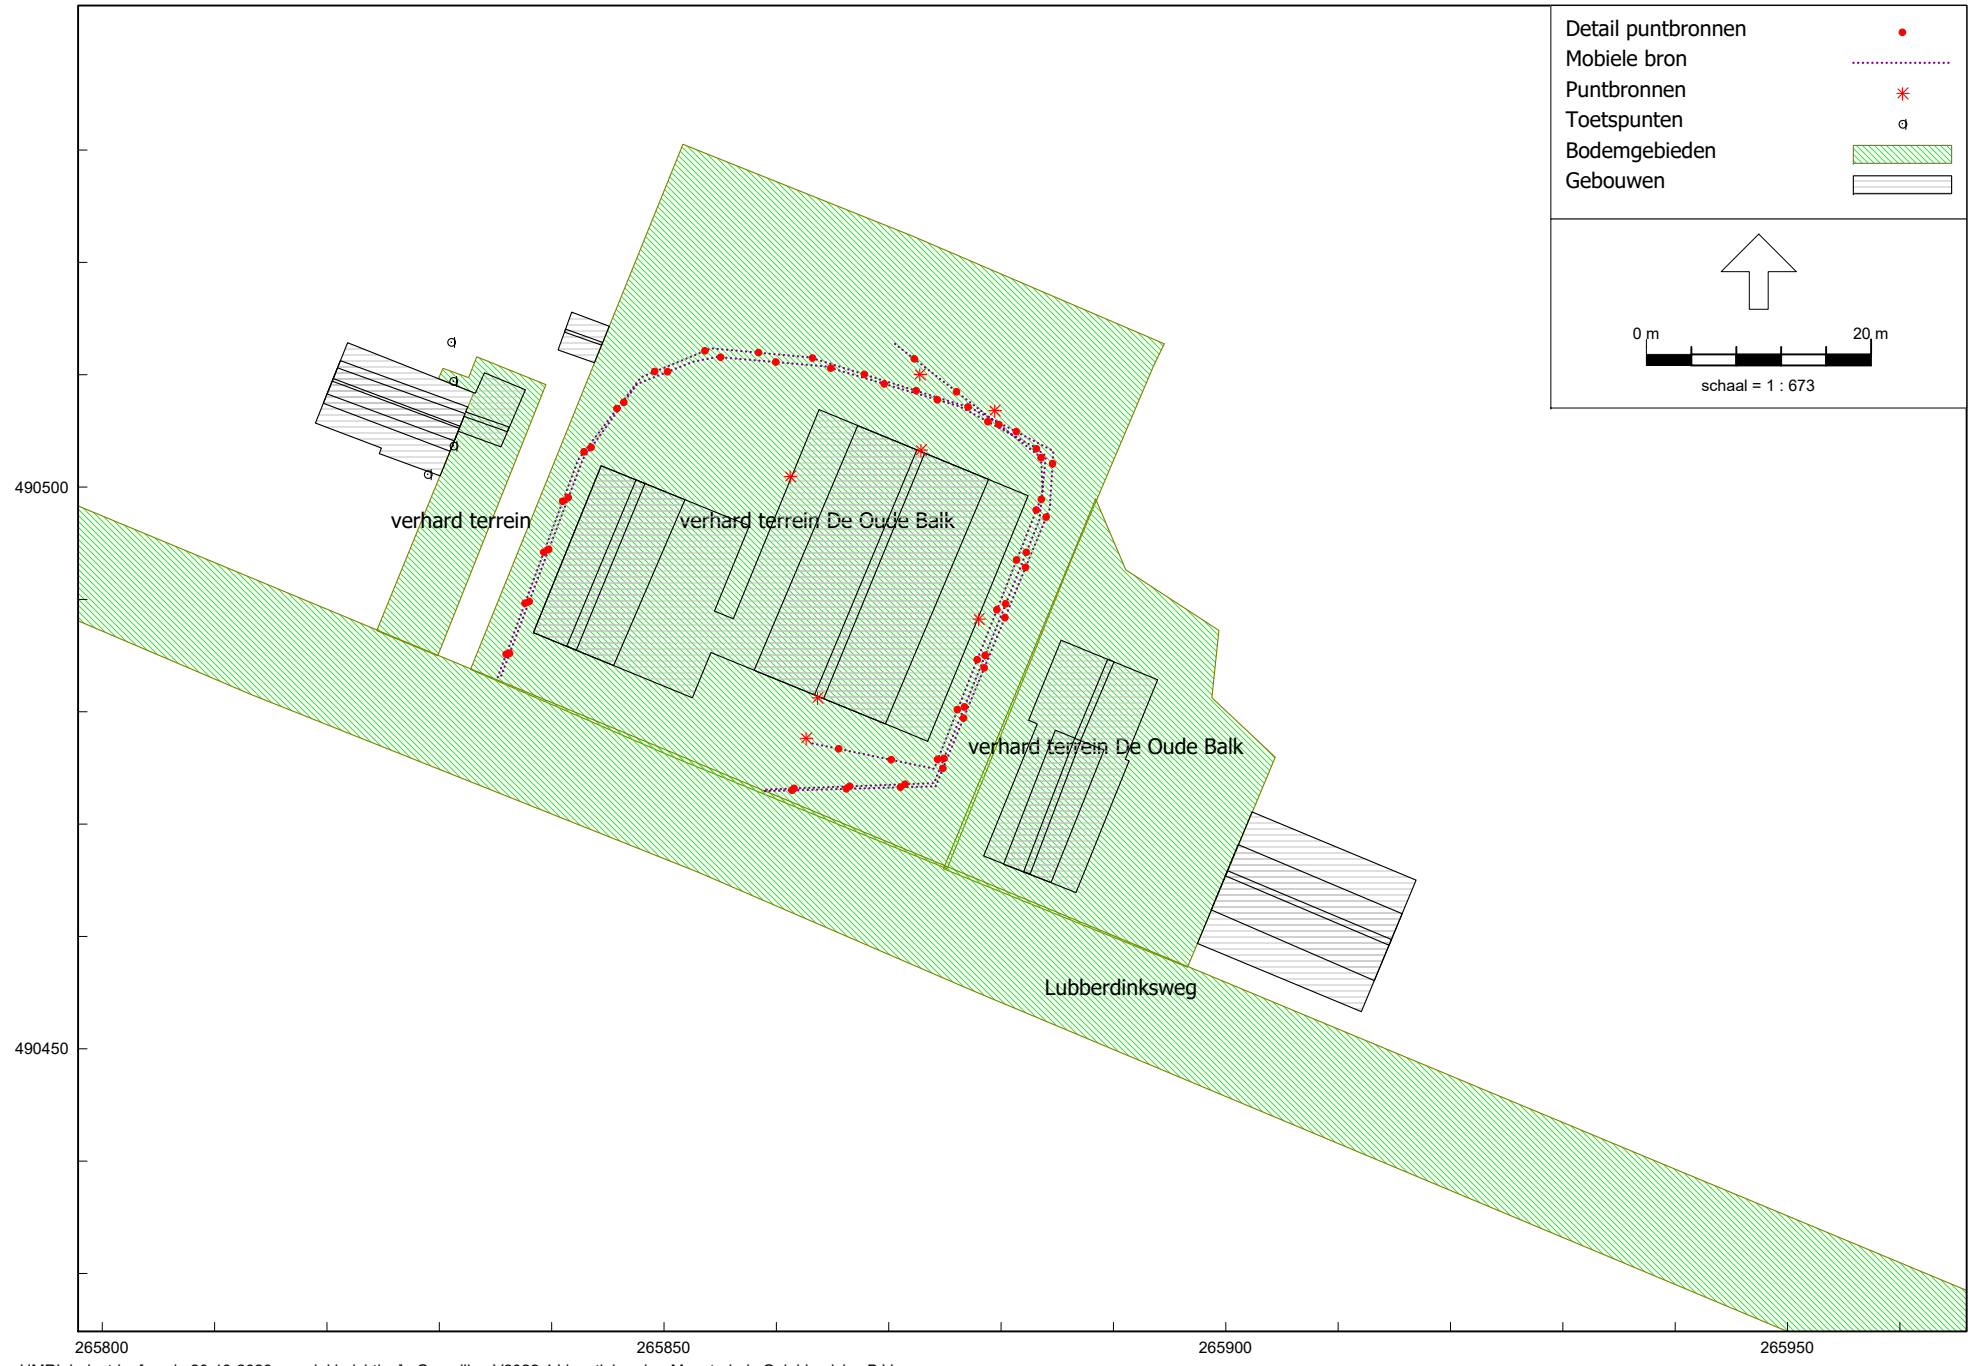 Detail puntbronnen
Mobiele bron
Puntbronnen
Toetspunten
Bodemgebieden
Gebouwen
0 m 20 m
schaal = 1 : 673
490500
verhard terrein
verhard terrein De Oude Balk
verhard terrein De Oude Balk
Lubberdinksweg
490450
265800 265850 265900 265950